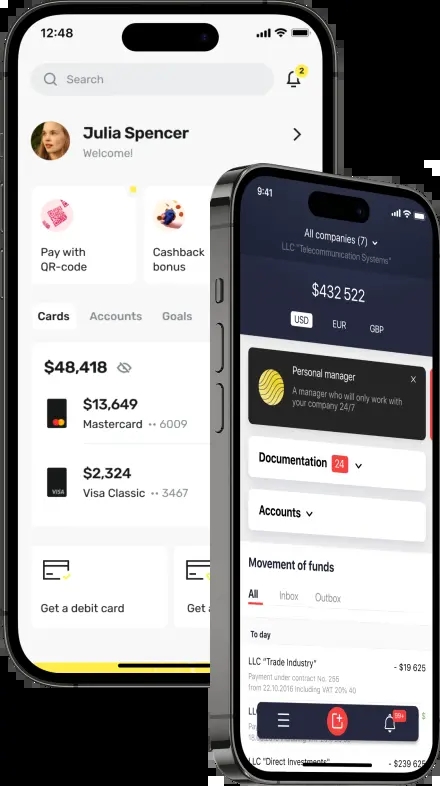 12:48
Search
2
Julia Spencer
Welcome!
Pay with
QR-code
Cashback
bonus
Cards
Accounts
Goals
$48,418
$13,649
Mastercard •• 6009
VISA
$2,324
Visa Classic •• 3467
Get a debit card
Get
9:41
All companies (7)
LLC "Telecommunication Systems"
$432 522
USD
EUR
GBP
Personal manager
A manager who will only work with
your company 24/7
Documentation 24
Accounts
Movement of funds
All
Inbox
Outbox
To day
LLC "Trade Industry"
- $19 625
Payment under contract No. 255
from 22.10.2016 Including VAT 20% 40
99+
LLC "Direct Investments"
- $239 625